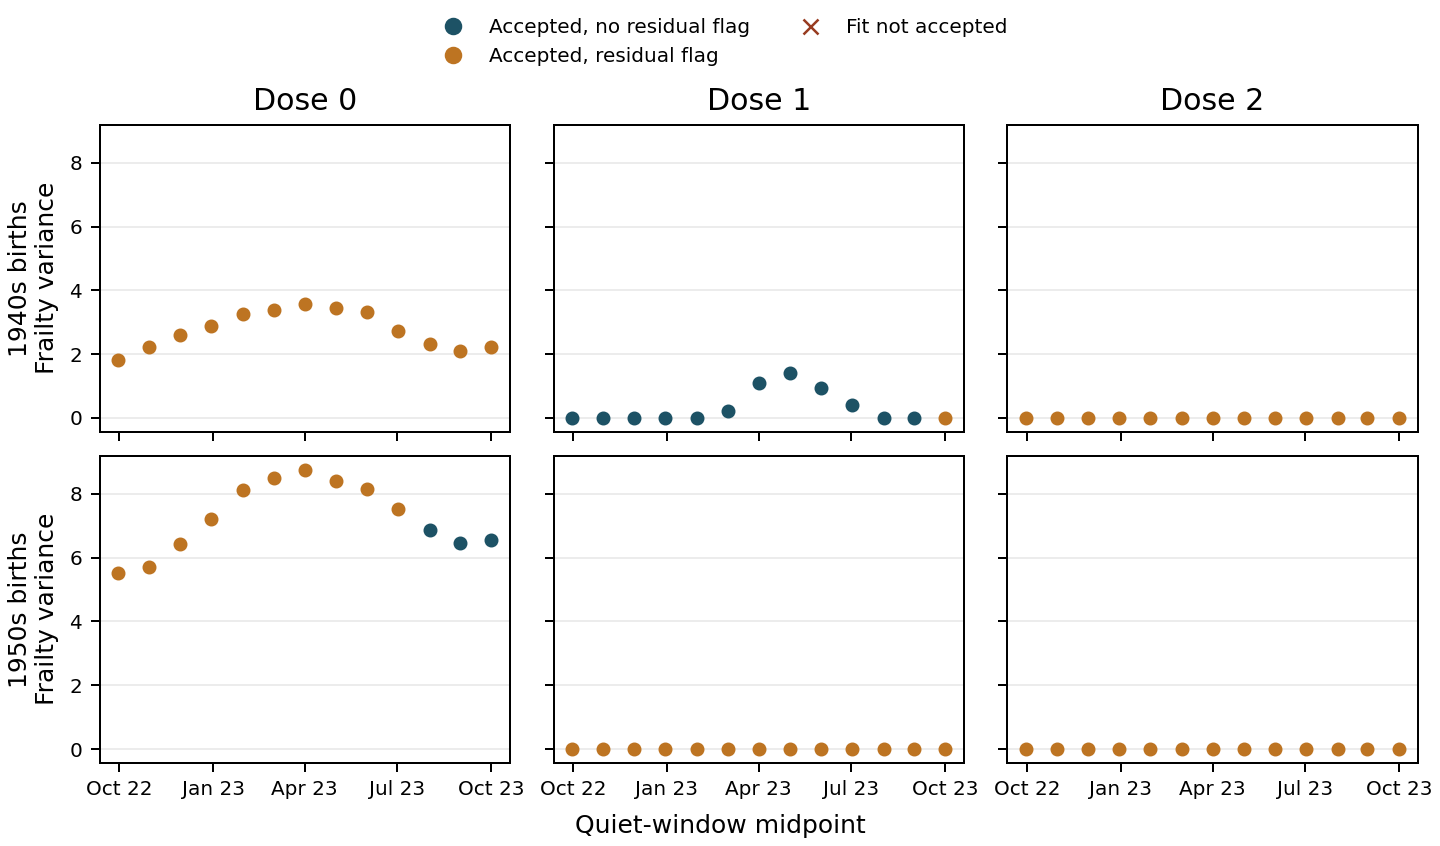 Accepted, no residual flag
Accepted, residual flag
Fit not accepted
Dose 0
Dose 1
Dose 2
1940s births
Frailty variance
8
6
4
2
0
1950s births
Frailty variance
8
6
4
2
0
Oct 22 Jan 23 Apr 23 Jul 23 Oct 23
Oct 22 Jan 23 Apr 23 Jul 23 Oct 23
Oct 22 Jan 23 Apr 23 Jul 23 Oct 23
Quiet-window midpoint